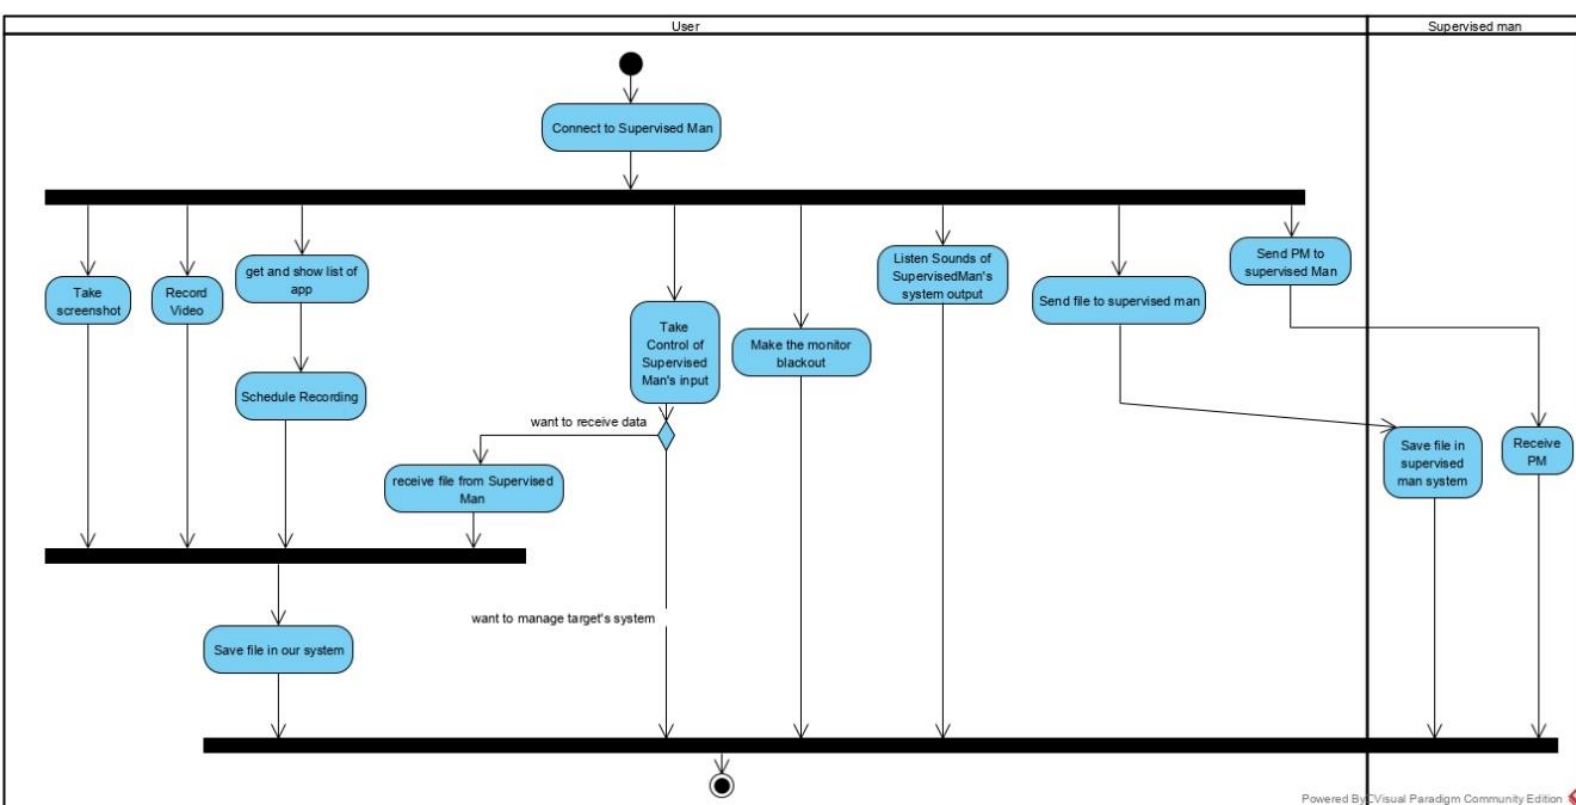 User
Supervised man
Connect to Supervised Man
Take
screenshot
Record
Video
get and show list of
app
Schedule Recording
Take
Control of
Supervised
Man's input
Make the monitor
blackout
Listen Sounds of
SupervisedMan's
system output
Send file to supervised man
Send PM to
supervised Man
want to receive data
receive file from Supervised
Man
Save file in
supervised
man system
Receive
PM
want to manage target's system
Save file in our system
Powered By Visual Paradigm Community Edition